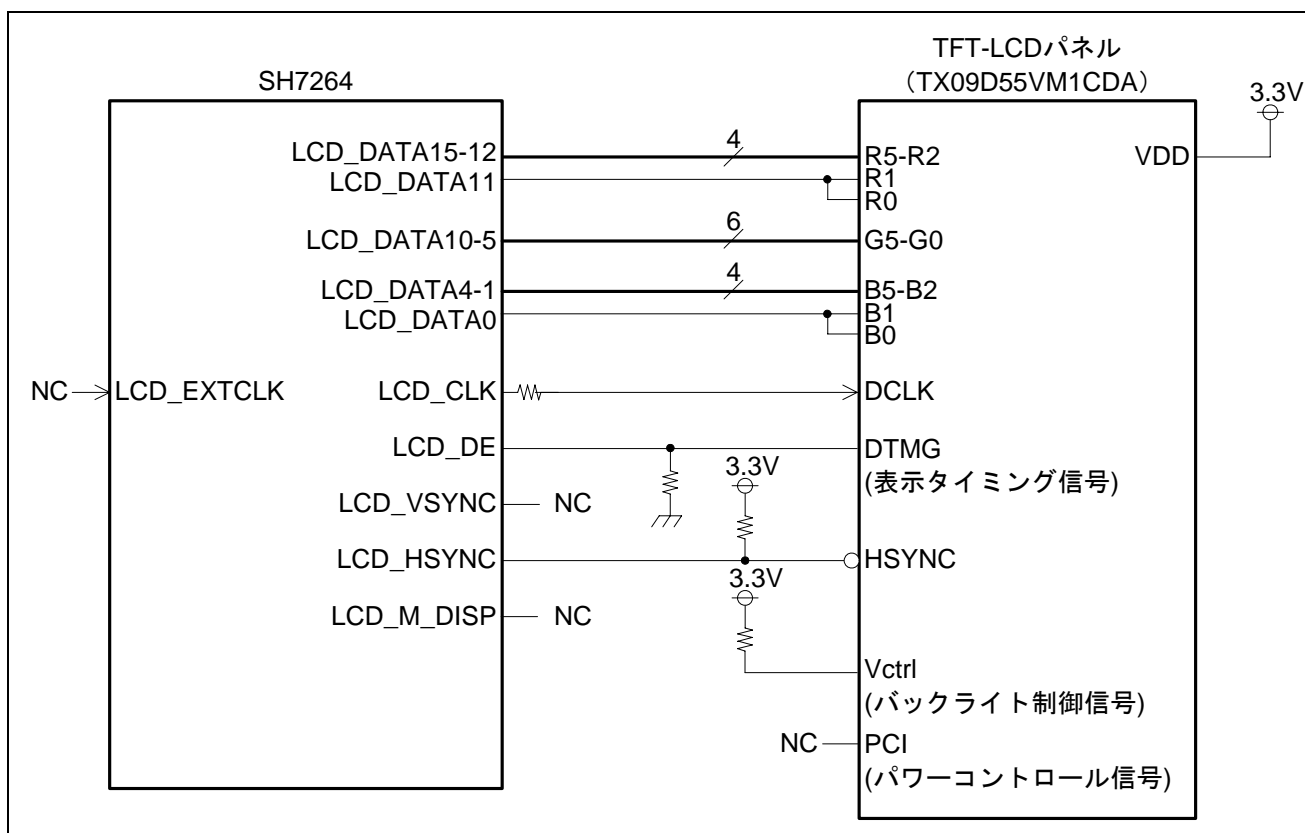 SH7264
TFT-LCDパネル
(TX09D55VM1CDA)
3.3V
LCD_DATA15-12
4
R5-R2
VDD
LCD_DATA11
R1
R0
LCD_DATA10-5
6
G5-G0
LCD_DATA4-1
4
B5-B2
LCD_DATA0
B1
B0
NC
LCD_EXTCLK
LCD_CLK
DCLK
LCD_DE
DTMG
(表示タイミング信号)
3.3V
LCD_VSYNC
NC
LCD_HSYNC
HSYNC
3.3V
LCD_M_DISP
NC
Vctrl
(バックライト制御信号)
NC
PCI
(パワーコントロール信号)